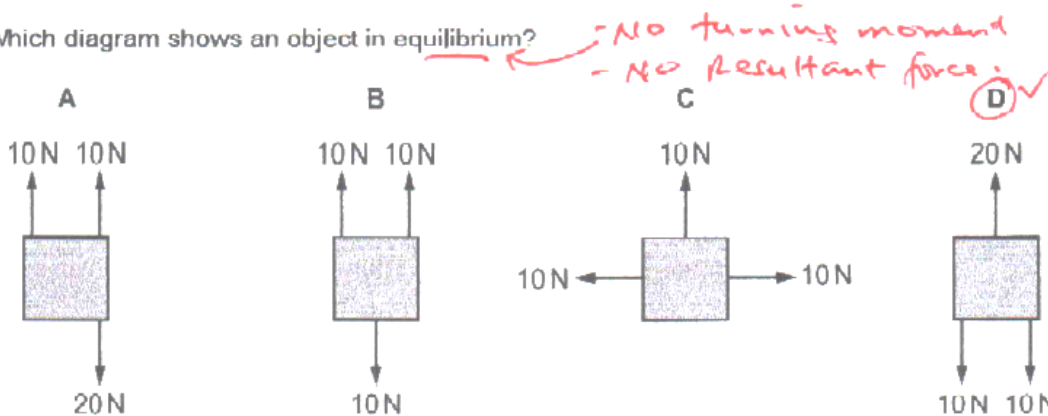 Which diagram shows an object in equilibrium?
- No turning moment
- No Resultant force.
A B C D
10N 10N 10N 10N 10N 20N
10N 10N
20N 10N 10N 10N